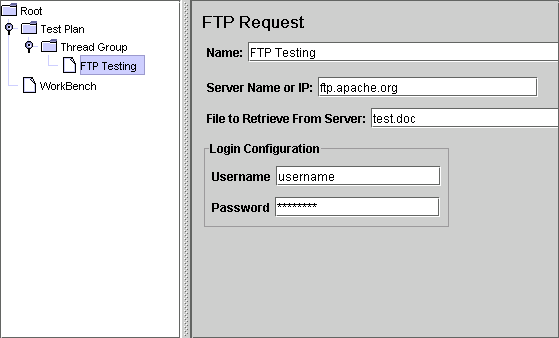 Root
Test Plan
Thread Group
FTP Testing
WorkBench
FTP Request
Name: FTP Testing
Server Name or IP: ftp.apache.org
File to Retrieve From Server: test.doc
Login Configuration
Username username
Password ********